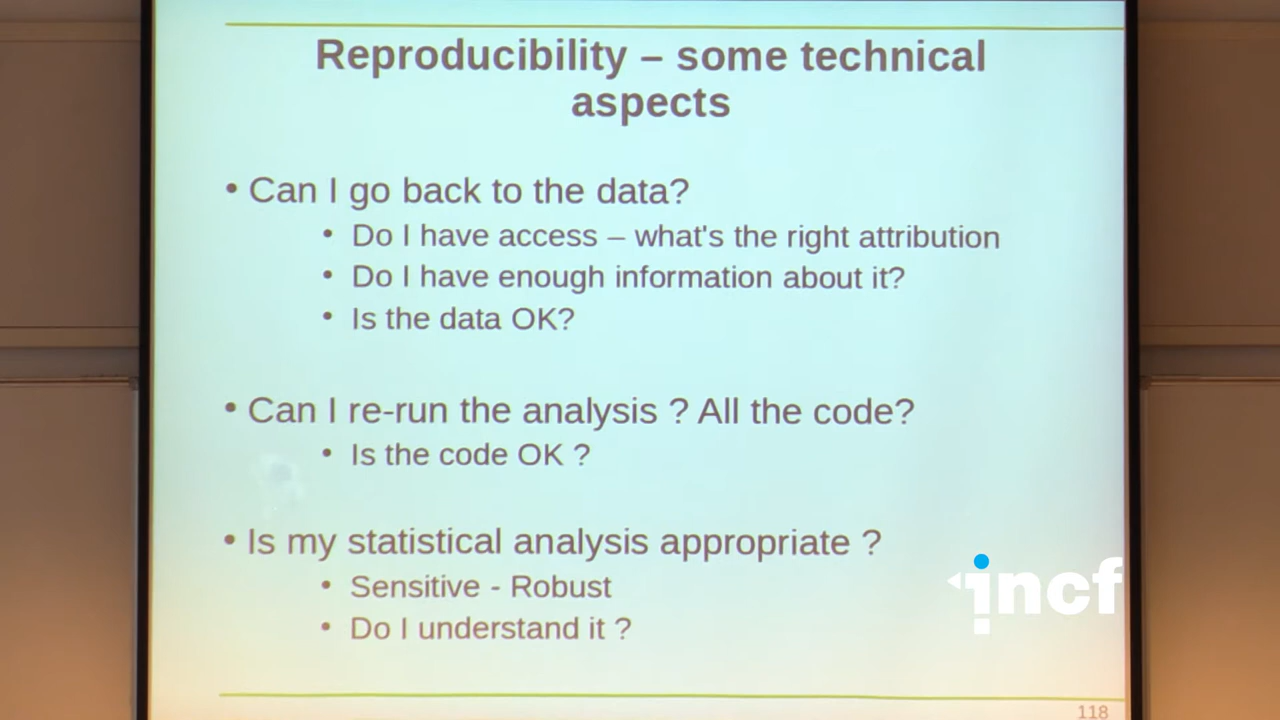 Reproducibility – some technical
aspects
• Can I go back to the data?
• Do I have access – what's the right attribution
• Do I have enough information about it?
• Is the data OK?
• Can I re-run the analysis ? All the code?
• Is the code OK ?
• Is my statistical analysis appropriate ?
• Sensitive - Robust
• Do I understand it ?
incf
118